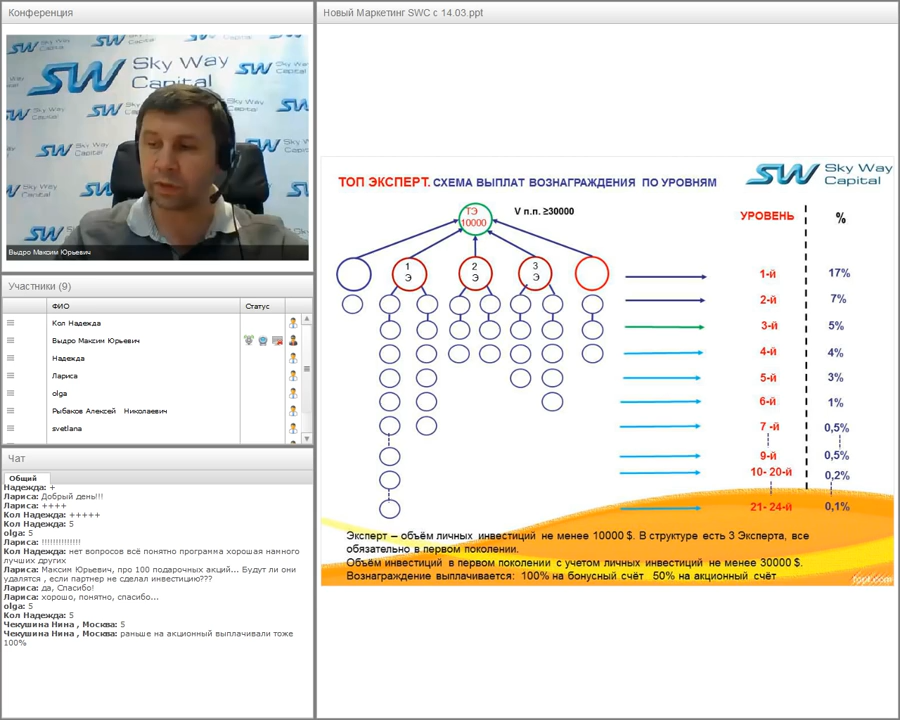 Конференция
SW Sky Way Capital
Выдро Максим Юрьевич
Участники (9)
ФИО
Статус
Кол Надежда
Выдро Максим Юрьевич
Надежда
Лариса
olga
Рыбаков Алексей Николаевич
svetlana
Чат
Общий
Надежда: +
Лариса: Добрый день!!!
Лариса: ++++
Кол Надежда: +++++
Кол Надежда: 5
olga: 5
Лариса: !!!!!!!!!!!!!!
Кол Надежда: нет вопросов всё понятно программа хорошая намного
лучших других
Лариса: Максим Юрьевич, про 100 подарочных акций... Будут ли они
удалятся , если партнер не сделал инвестицию???
Лариса: да, Спасибо!
Лариса: хорошо, понятно, спасибо...
olga: 5
Кол Надежда: 5
Чекушина Нина , Москва: 5
Чекушина Нина , Москва: раньше на акционный выплачивали тоже
100%
Новый Маркетинг SWC с 14.03.ppt
ТОП ЭКСПЕРТ. СХЕМА ВЫПЛАТ ВОЗНАГРАЖДЕНИЯ ПО УРОВНЯМ
SW Sky Way
Capital
ТЭ
10000
V п.п. ≥30000
УРОВЕНЬ
%
1
Э
2
Э
3
Э
1-й 17%
2-й 7%
3-й 5%
4-й 4%
5-й 3%
6-й 1%
7 -й 0,5%
9-й 0,5%
10- 20-й 0,2%
21- 24-й 0,1%
Эксперт – объём личных инвестиций не менее 10000 $. В структуре есть 3 Эксперта, все
обязательно в первом поколении.
Объём инвестиций в первом поколении с учетом личных инвестиций не менее 30000 $.
Вознаграждение выплачивается: 100% на бонусный счёт 50% на акционный счёт